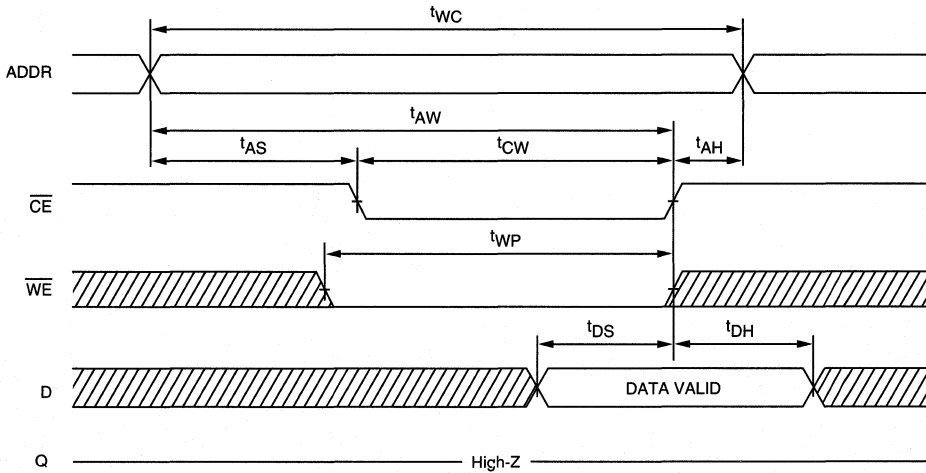 tWC
ADDR
tAW
tAS
tCW
tAH
CE
tWP
WE
tDS
tDH
D
DATA VALID
Q
High-Z